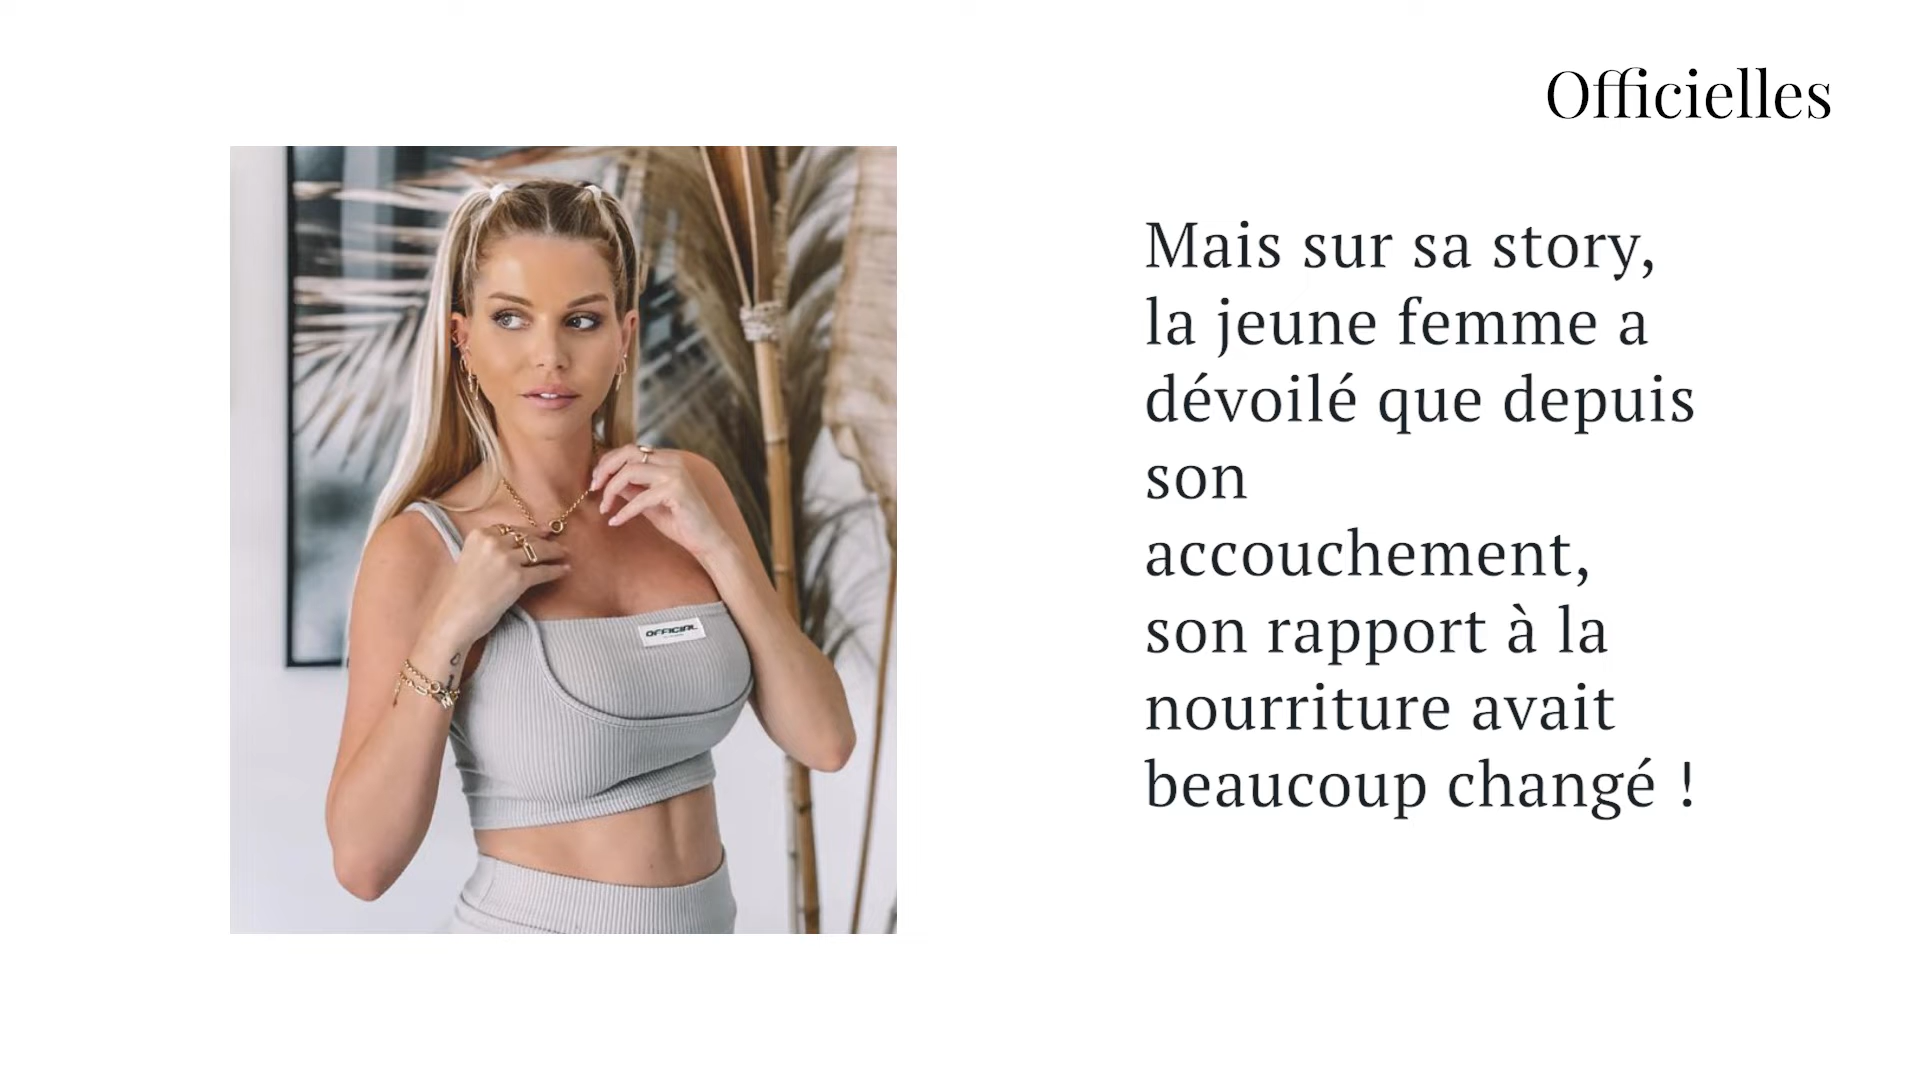 Officielles
Mais sur sa story,
la jeune femme a
dévoilé que depuis
son
accouchement,
son rapport à la
nourriture avait
beaucoup changé !
OFFICIAL